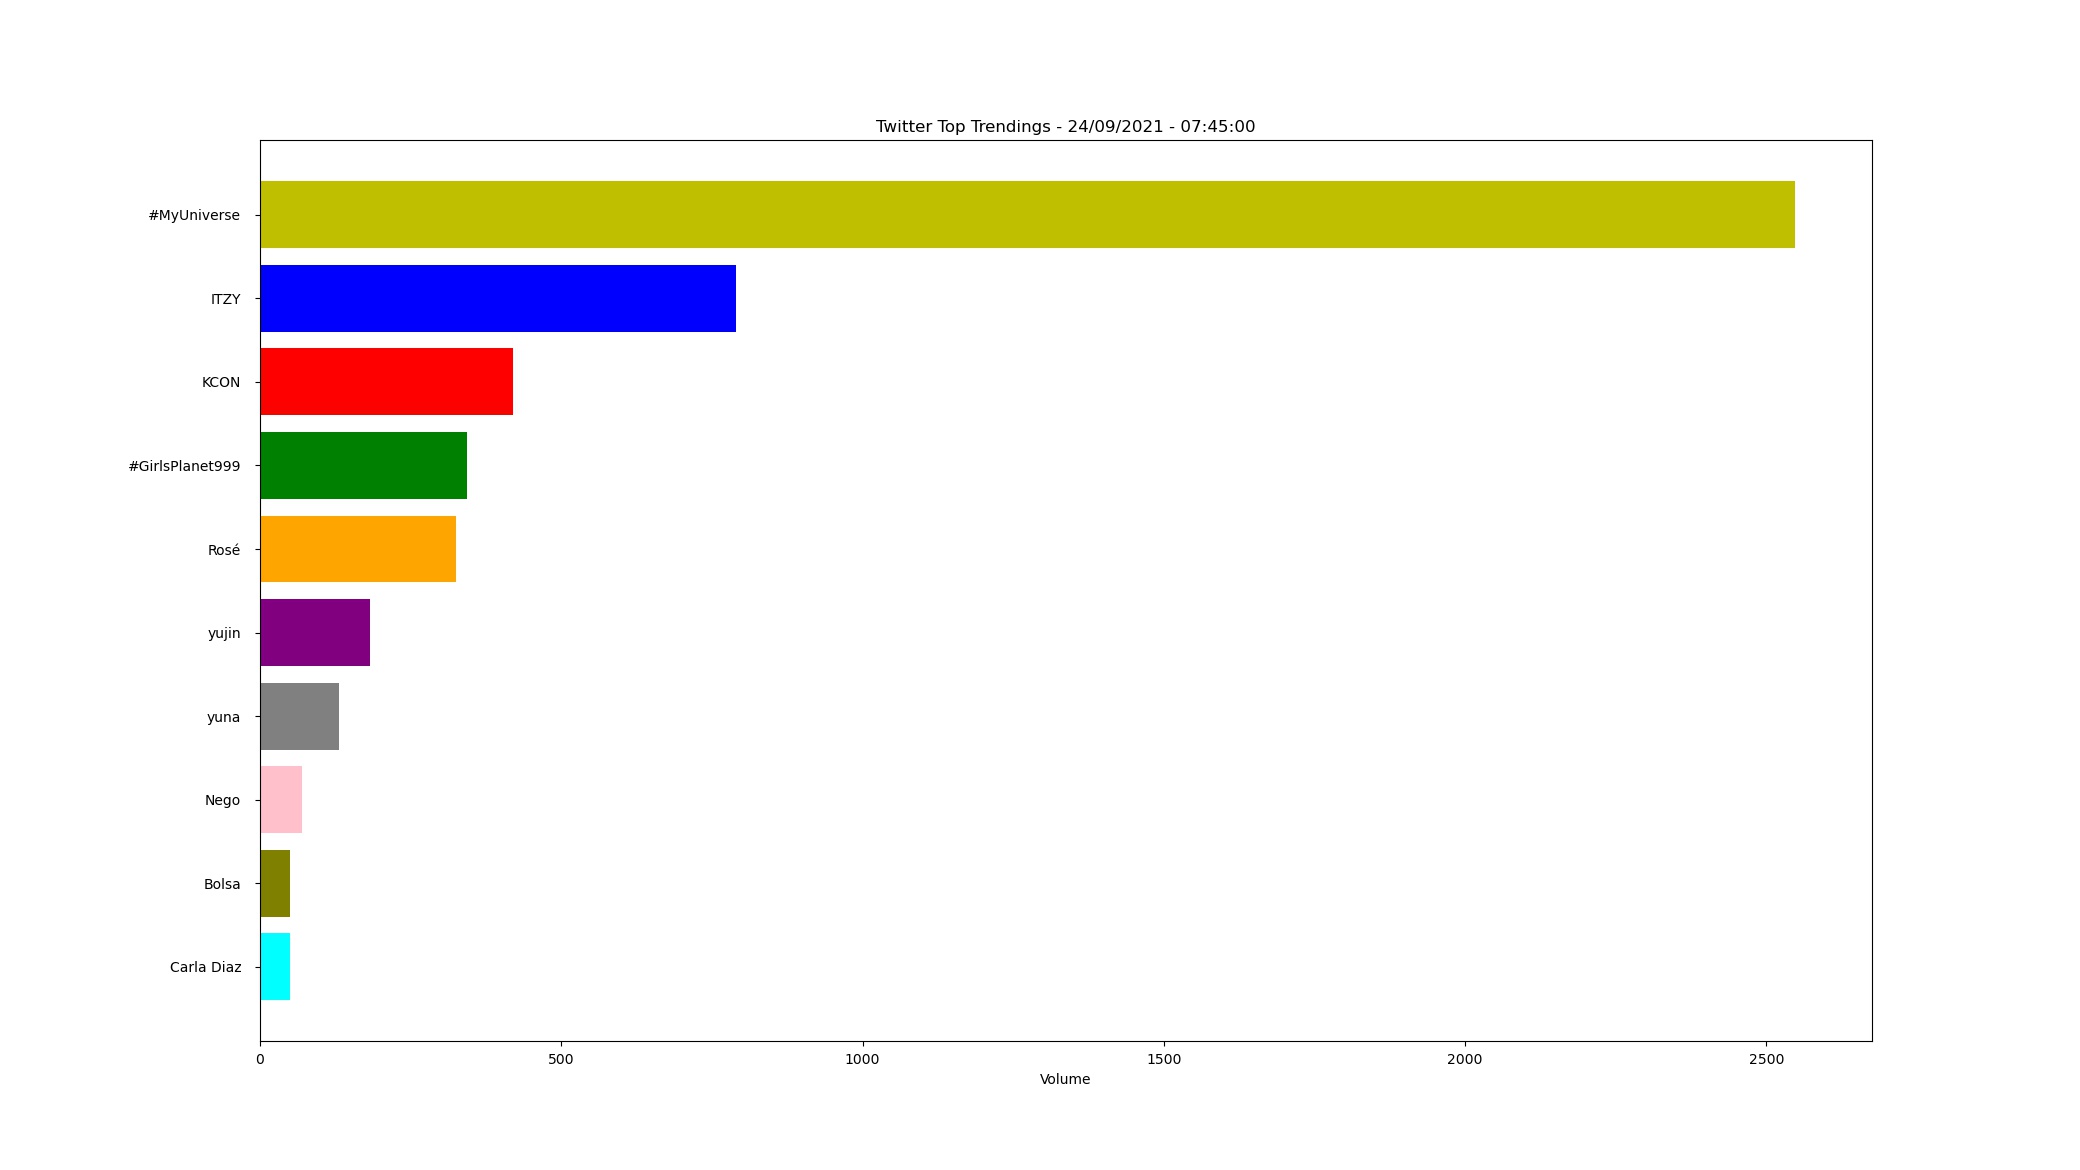 Twitter Top Trendings - 24/09/2021 - 07:45:00
#MyUniverse
ITZY
KCON
#GirlsPlanet999
Rosé
yujin
yuna
Nego
Bolsa
Carla Diaz
0 500 1000 1500 2000 2500
Volume